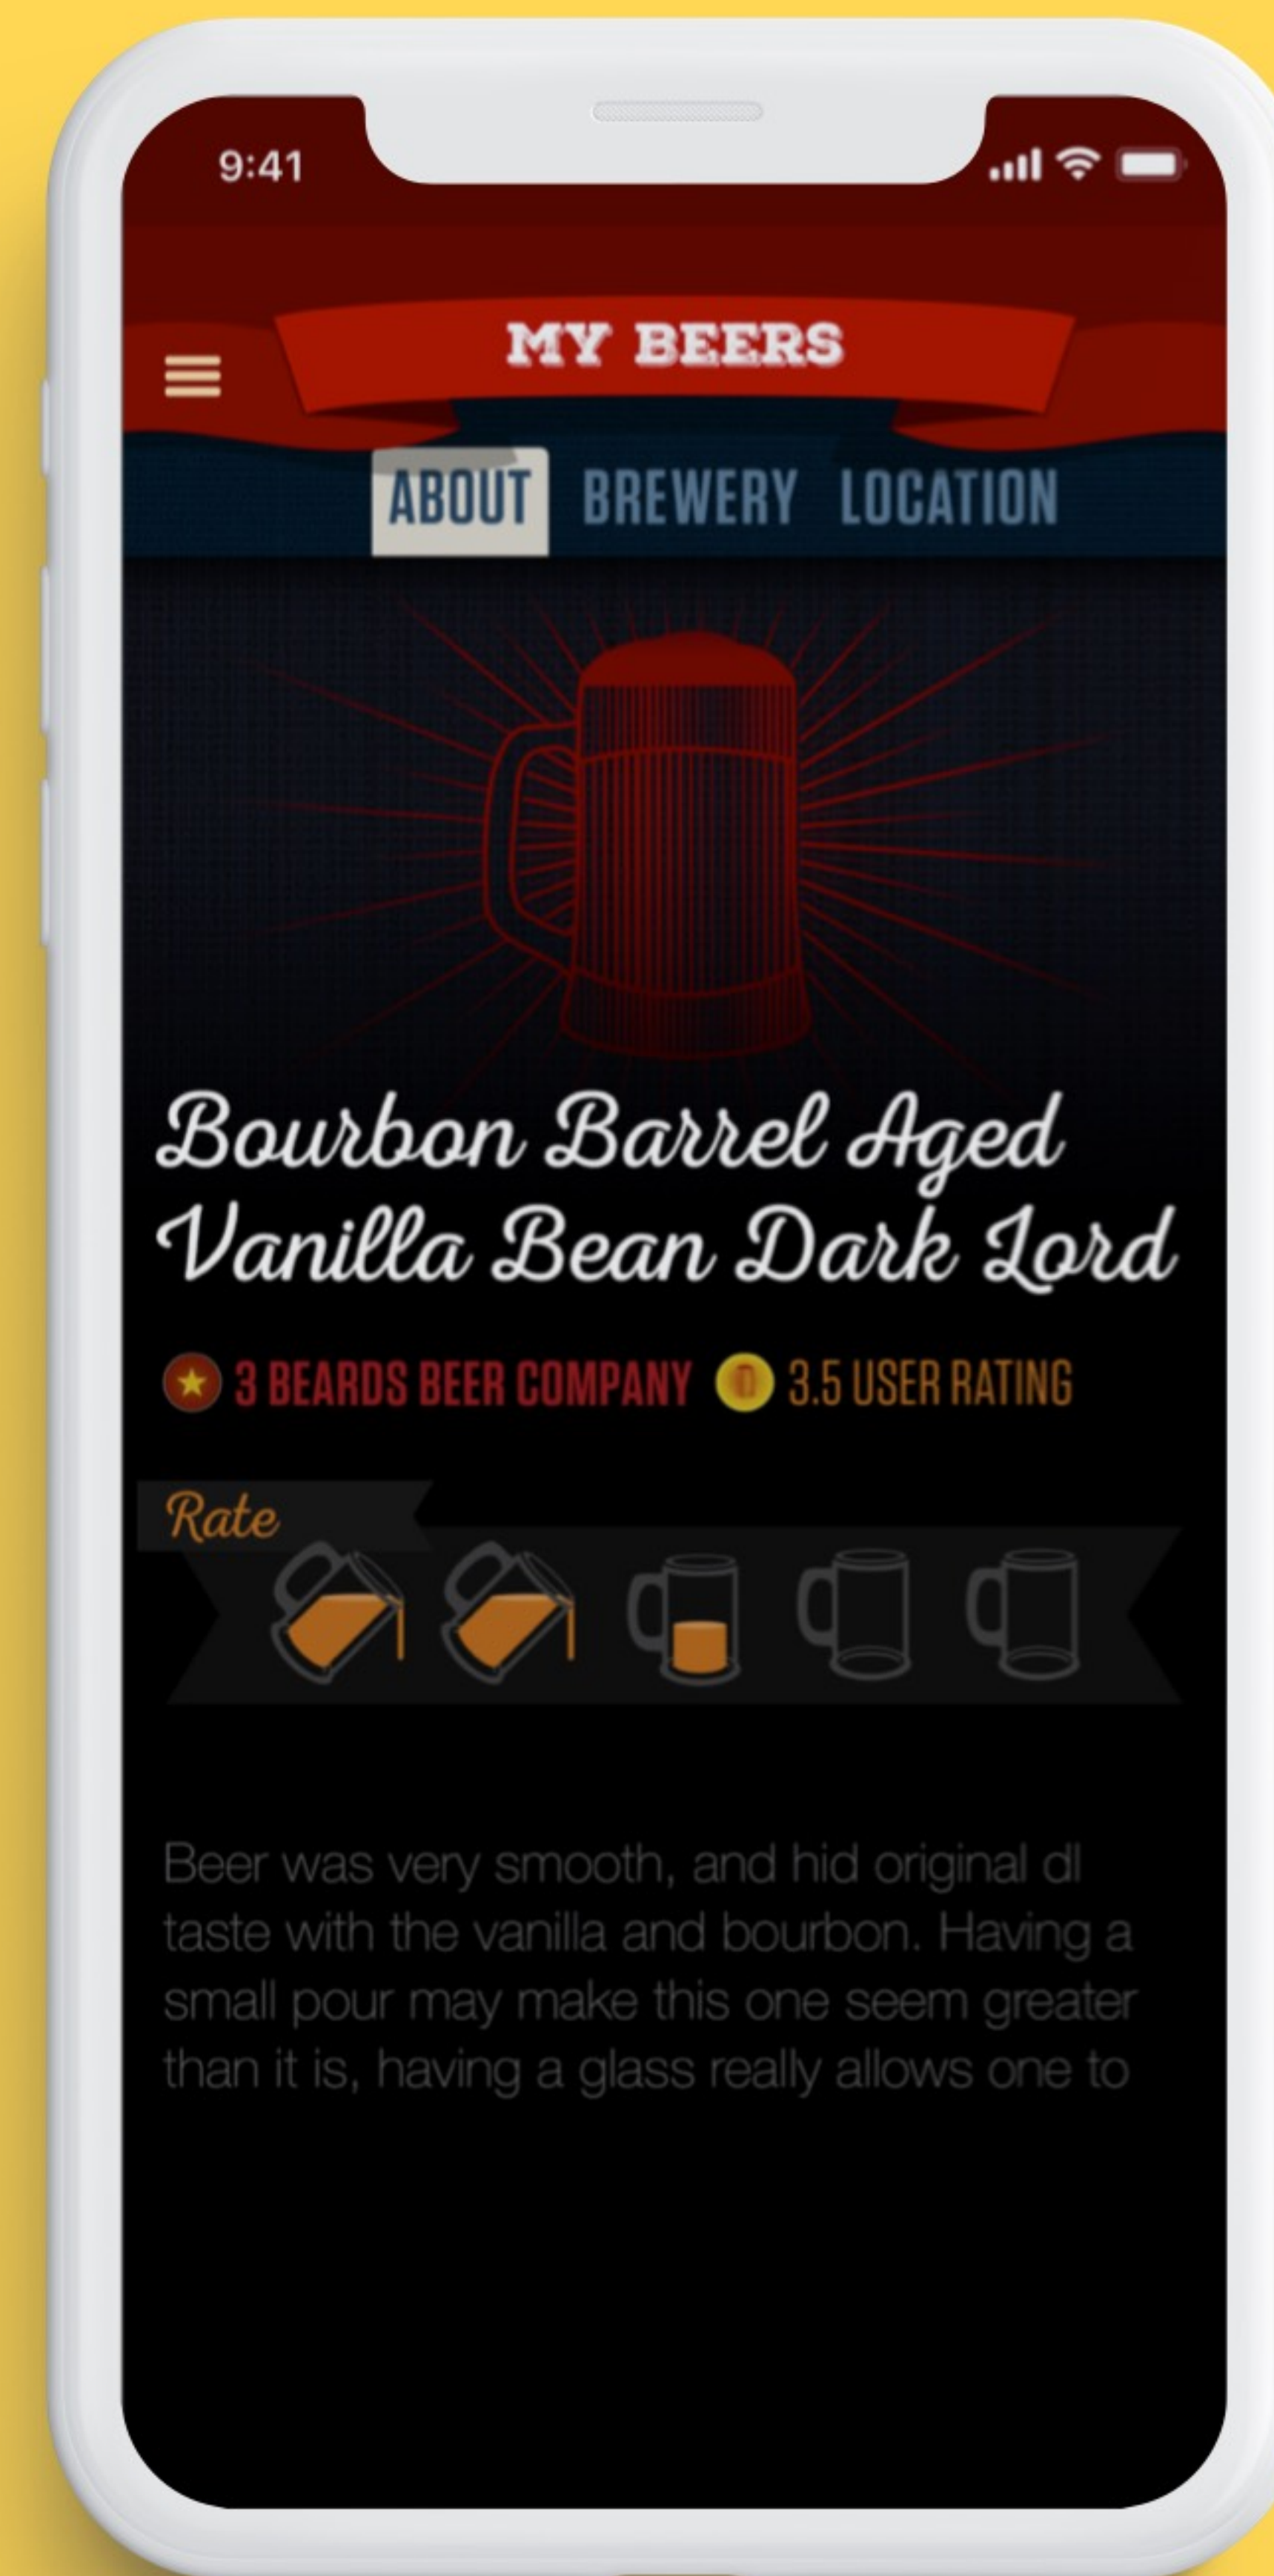 9:41
MY BEERS
ABOUT BREWERY LOCATION
Bourbon Barrel Aged
Vanilla Bean Dark Lord
3 BEARDS BEER COMPANY 3.5 USER RATING
Rate
Beer was very smooth, and hid original dl
taste with the vanilla and bourbon. Having a
small pour may make this one seem greater
than it is, having a glass really allows one to